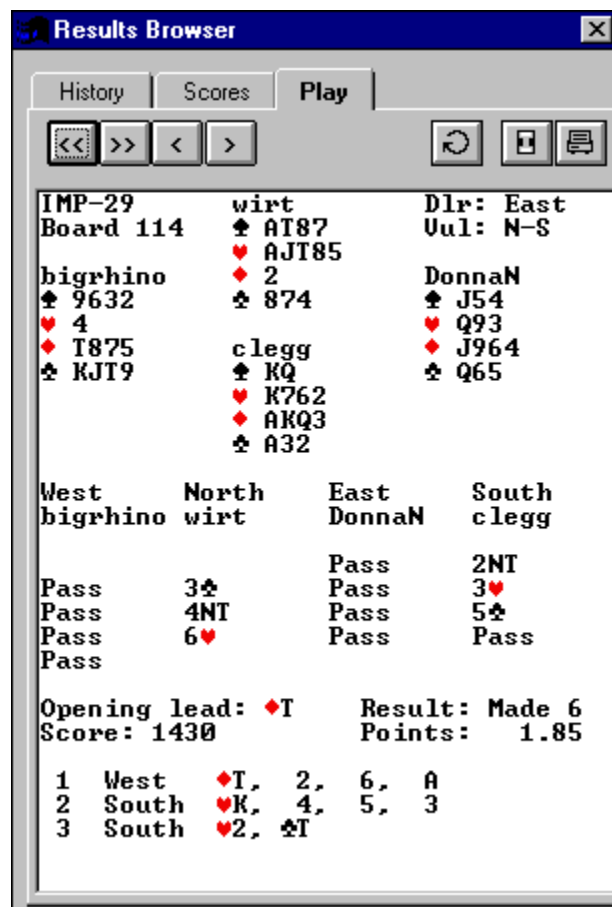 Results Browser
History Scores Play
<< >> < >
IMP-29 wirt Dlr: East
Board 114 ♠ AT87 Vul: N-S
♥ AJT85
bigrhino ♦ 2 DonnaN
♠ 9632 ♣ 874 ♠ J54
♥ 4 ♥ Q93
♦ T875 clegg ♦ J964
♣ KJT9 ♠ KQ ♣ Q65
♥ K762
♦ AKQ3
♣ A32
West North East South
bigrhino wirt DonnaN clegg
Pass 2NT
Pass 3♣ Pass 3♥
Pass 4NT Pass 5♣
Pass 6♥ Pass Pass
Pass
Opening lead: ♦T Result: Made 6
Score: 1430 Points: 1.85
1 West ♦T, 2, 6, A
2 South ♥K, 4, 5, 3
3 South ♥2, ♣T